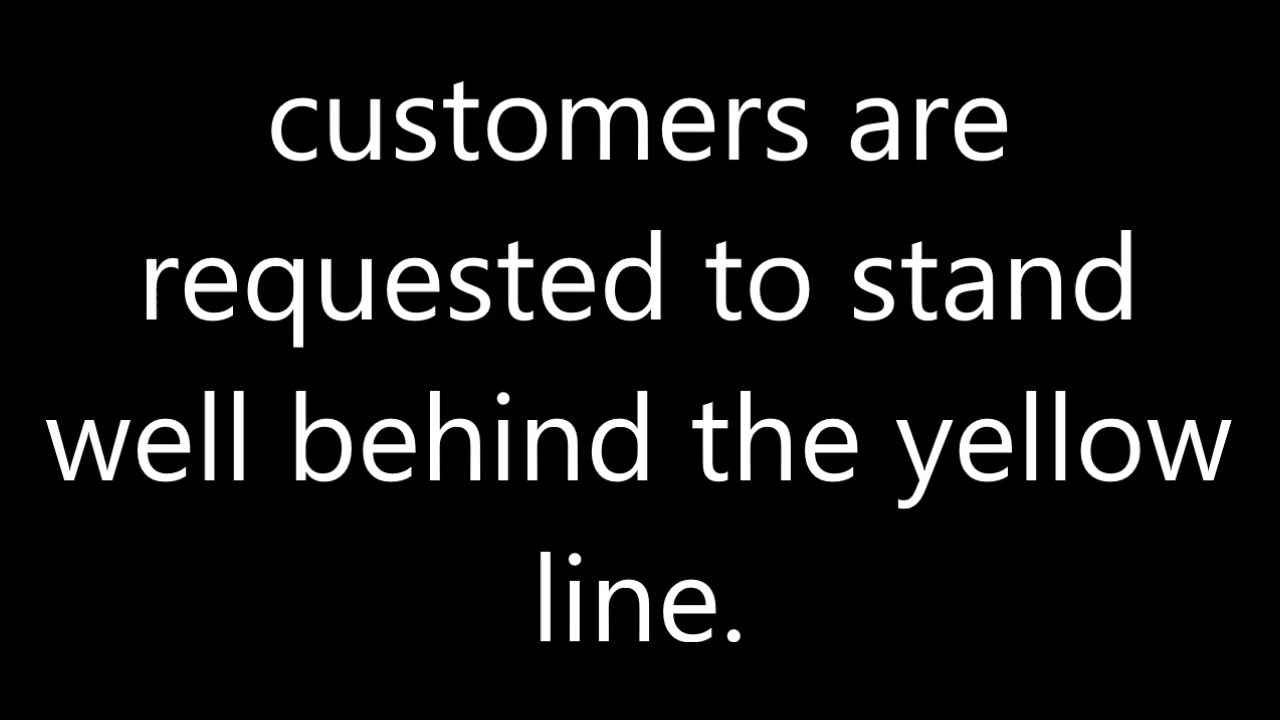 customers are
requested to stand
well behind the yellow
line.